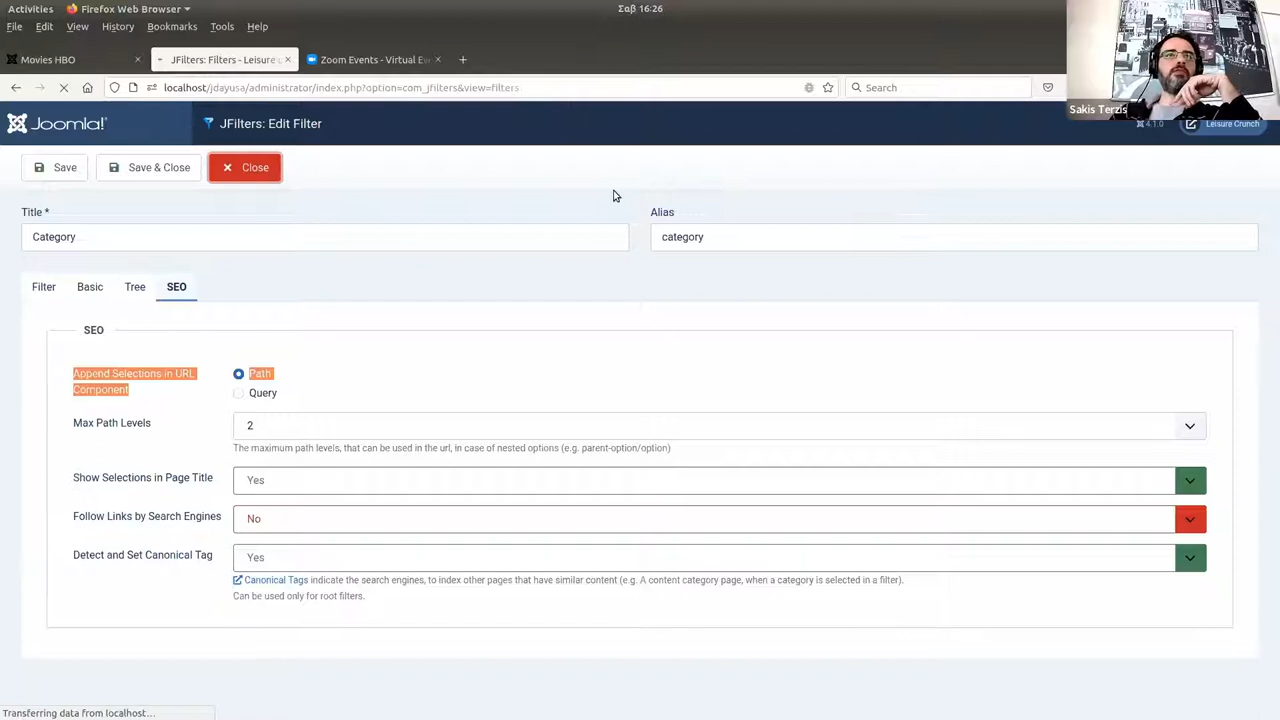 Activities Firefox Web Browser Σαβ 16:26
File Edit View History Bookmarks Tools Help
Movies HBO JFilters: Filters - Leisure Zoom Events - Virtual Ev
localhost/jdayusa/administrator/index.php?option=com_jfilters&view=filters Search
Sakis Terzis
Joomla! JFilters: Edit Filter 4.1.0 Leisure Crunch
Save Save & Close Close
Title * Alias
Category category
Filter Basic Tree SEO
SEO
Append Selections in URL Path
Component
Query
Max Path Levels 2
The maximum path levels, that can be used in the url, in case of nested options (e.g. parent-option/option)
Show Selections in Page Title Yes
Follow Links by Search Engines No
Detect and Set Canonical Tag Yes
Canonical Tags indicate the search engines, to index other pages that have similar content (e.g. A content category page, when a category is selected in a filter).
Can be used only for root filters.
Transferring data from localhost…